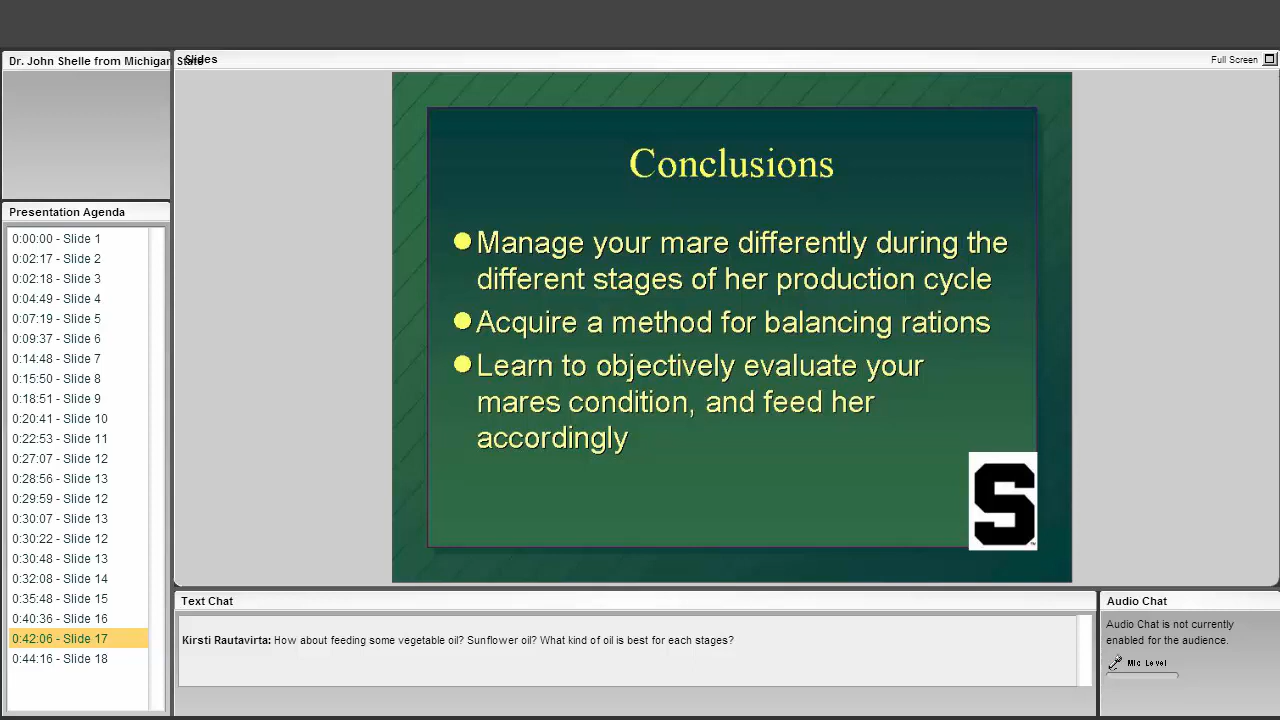 Dr. John Shelle from Michigan State
Slides
Full Screen
Conclusions
Manage your mare differently during the
different stages of her production cycle
Acquire a method for balancing rations
Learn to objectively evaluate your
mares condition, and feed her
accordingly
S
Presentation Agenda
0:00:00 - Slide 1
0:02:17 - Slide 2
0:02:18 - Slide 3
0:04:49 - Slide 4
0:07:19 - Slide 5
0:09:37 - Slide 6
0:14:48 - Slide 7
0:15:50 - Slide 8
0:18:51 - Slide 9
0:20:41 - Slide 10
0:22:53 - Slide 11
0:27:07 - Slide 12
0:28:56 - Slide 13
0:29:59 - Slide 12
0:30:07 - Slide 13
0:30:22 - Slide 12
0:30:48 - Slide 13
0:32:08 - Slide 14
0:35:48 - Slide 15
0:40:36 - Slide 16
0:42:06 - Slide 17
0:44:16 - Slide 18
Text Chat
Kirsti Rautavirta: How about feeding some vegetable oil? Sunflower oil? What kind of oil is best for each stages?
Audio Chat
Audio Chat is not currently
enabled for the audience.
Mic Level